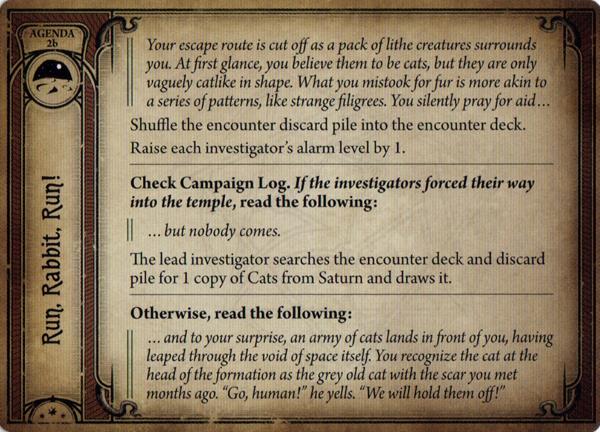 AGENDA
2b
Run, Rabbit, Run!
Your escape route is cut off as a pack of lithe creatures surrounds
you. At first glance, you believe them to be cats, but they are only
vaguely catlike in shape. What you mistook for fur is more akin to
a series of patterns, like strange filigrees. You silently pray for aid…
Shuffle the encounter discard pile into the encounter deck.
Raise each investigator's alarm level by 1.
Check Campaign Log. If the investigators forced their way
into the temple, read the following:
…but nobody comes.
The lead investigator searches the encounter deck and discard
pile for 1 copy of Cats from Saturn and draws it.
Otherwise, read the following:
…and to your surprise, an army of cats lands in front of you, having
leaped through the void of space itself. You recognize the cat at the
head of the formation as the grey old cat with the scar you met
months ago. “Go, human!” he yells. “We will hold them off!”